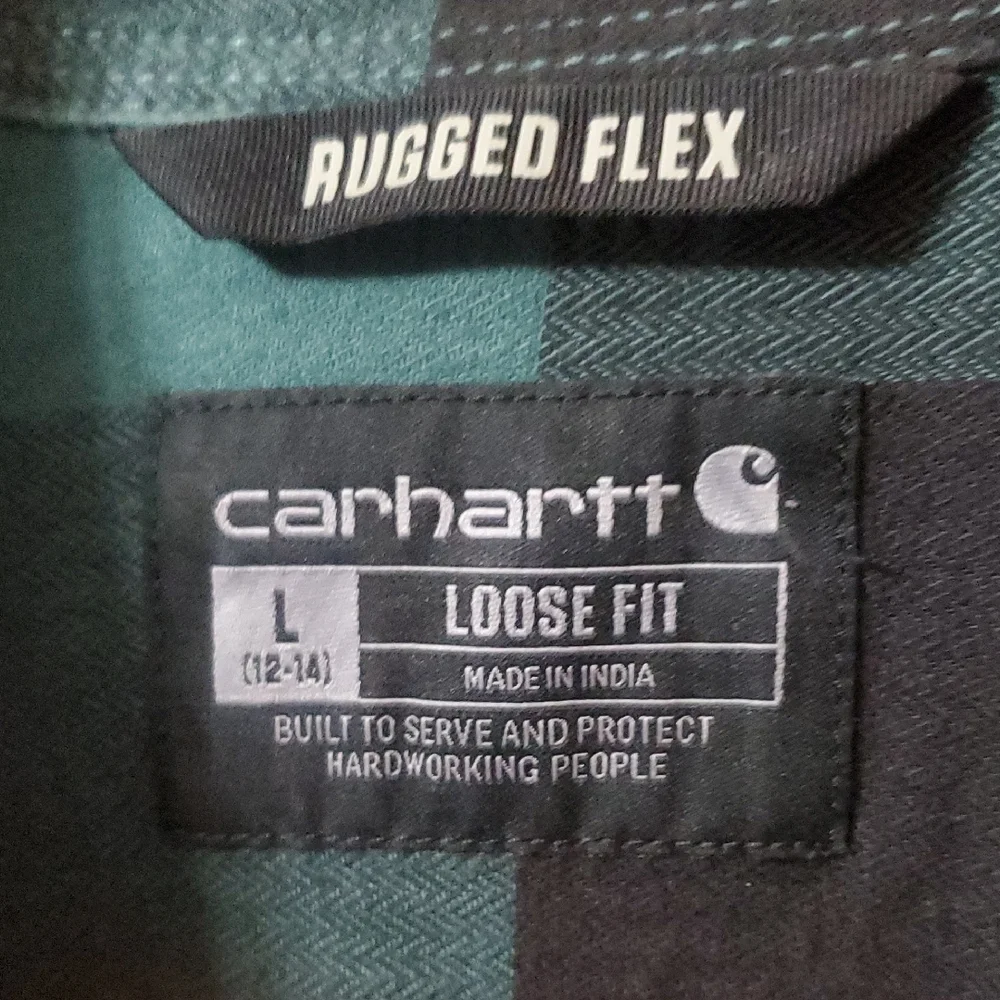 RUGGED FLEX
carhartt
L
(12-14)
LOOSE FIT
MADE IN INDIA
BUILT TO SERVE AND PROTECT
HARDWORKING PEOPLE